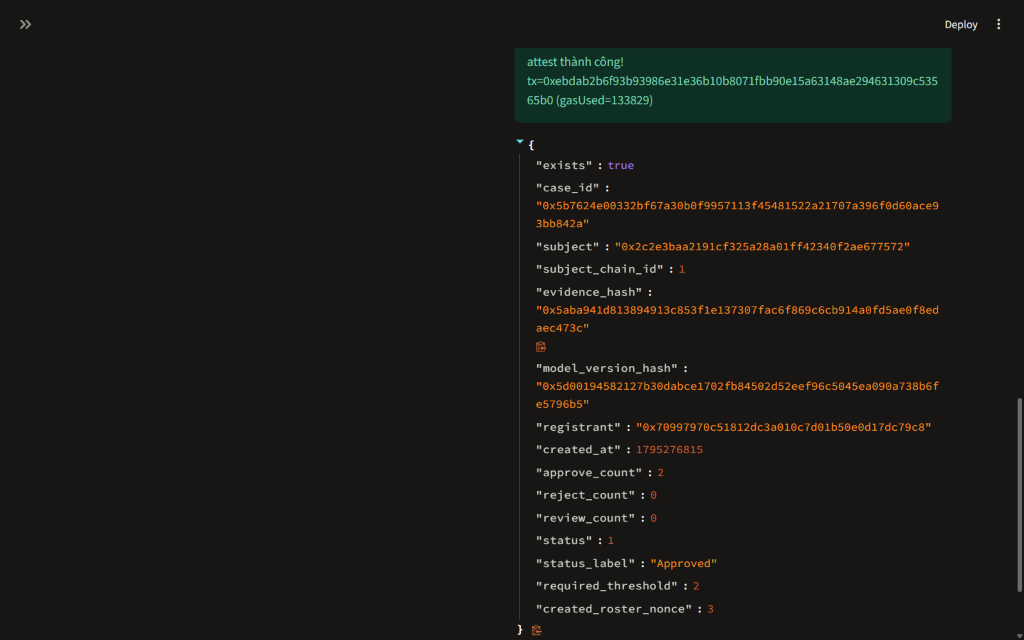 Deploy
attest thành công!
tx=0xebdab2b6f93b93986e31e36b10b8071fbb90e15a63148ae294631309c535
65b0 (gasUsed=133829)
{
"exists" : true
"case_id" :
"0x5b7624e00332bf67a30b0f9957113f45481522a21707a396f0d60ace9
3bb842a"
"subject" : "0x2c2e3baa2191cf325a28a01ff42340f2ae677572"
"subject_chain_id" : 1
"evidence_hash" :
"0x5aba941d813894913c853f1e137307fac6f869c6cb914a0fd5ae0f8ed
aec473c"
"model_version_hash" :
"0x5d00194582127b30dabce1702fb84502d52eef96c5045ea090a738b6f
e5796b5"
"registrant" : "0x70997970c51812dc3a010c7d01b50e0d17dc79c8"
"created_at" : 1795276815
"approve_count" : 2
"reject_count" : 0
"review_count" : 0
"status" : 1
"status_label" : "Approved"
"required_threshold" : 2
"created_roster_nonce" : 3
}